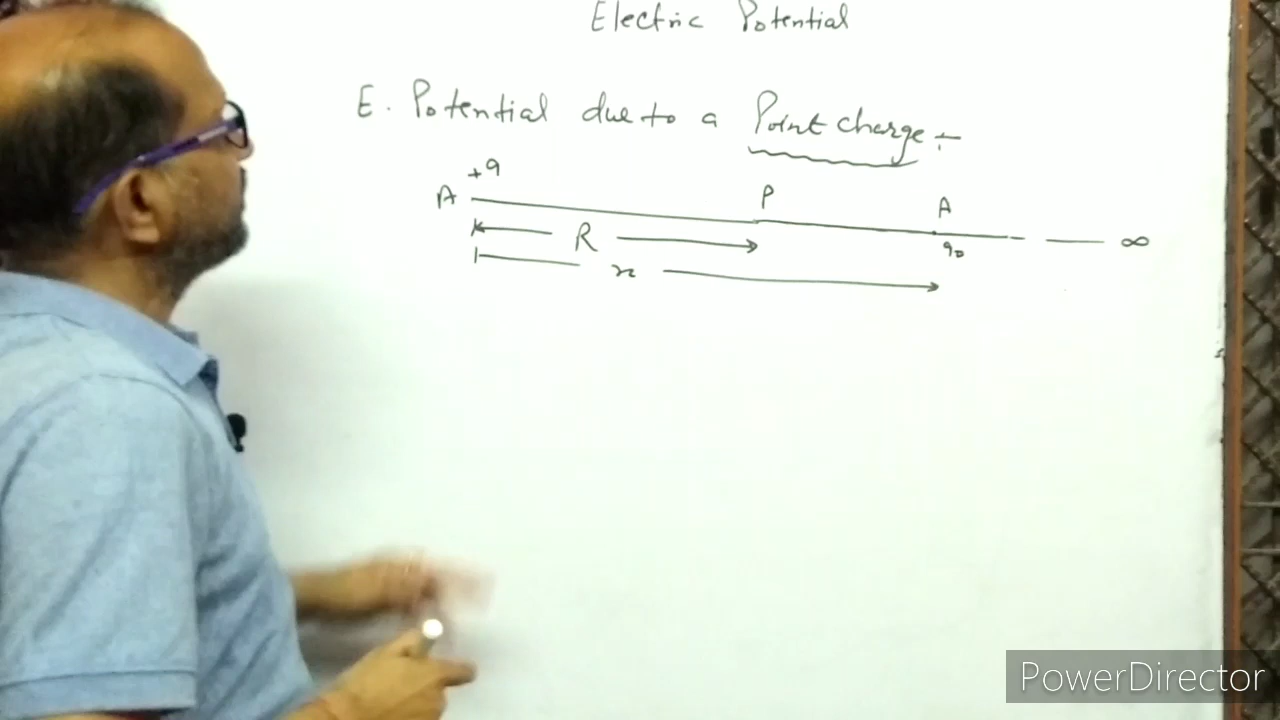 Electric Potential
E. Potential due to a Point charge :-
+q
A P A
R q₀ ∞
x
PowerDirector